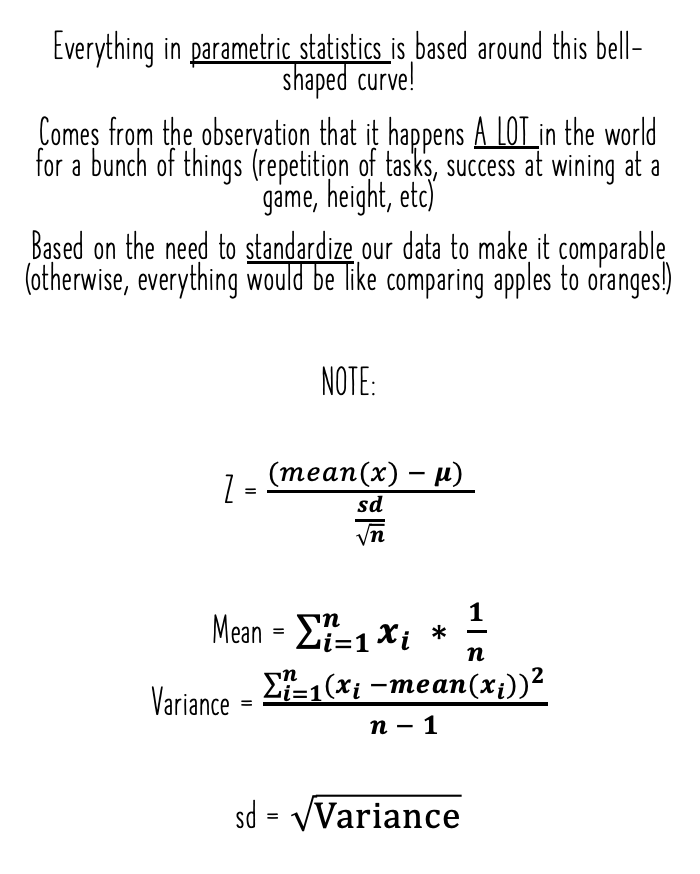 Everything in parametric statistics is based around this bell-
shaped curve!
Comes from the observation that it happens A LOT in the world
for a bunch of things (repetition of tasks, success at wining at a
game, height, etc)
Based on the need to standardize our data to make it comparable
(otherwise, everything would be like comparing apples to oranges!)
NOTE:
Z = (mean(x) − μ) / (sd / √n)
Mean = ∑ⁿᵢ₌₁ xᵢ * 1/n
Variance = ∑ⁿᵢ₌₁(xᵢ −mean(xᵢ))² / n − 1
sd = √Variance